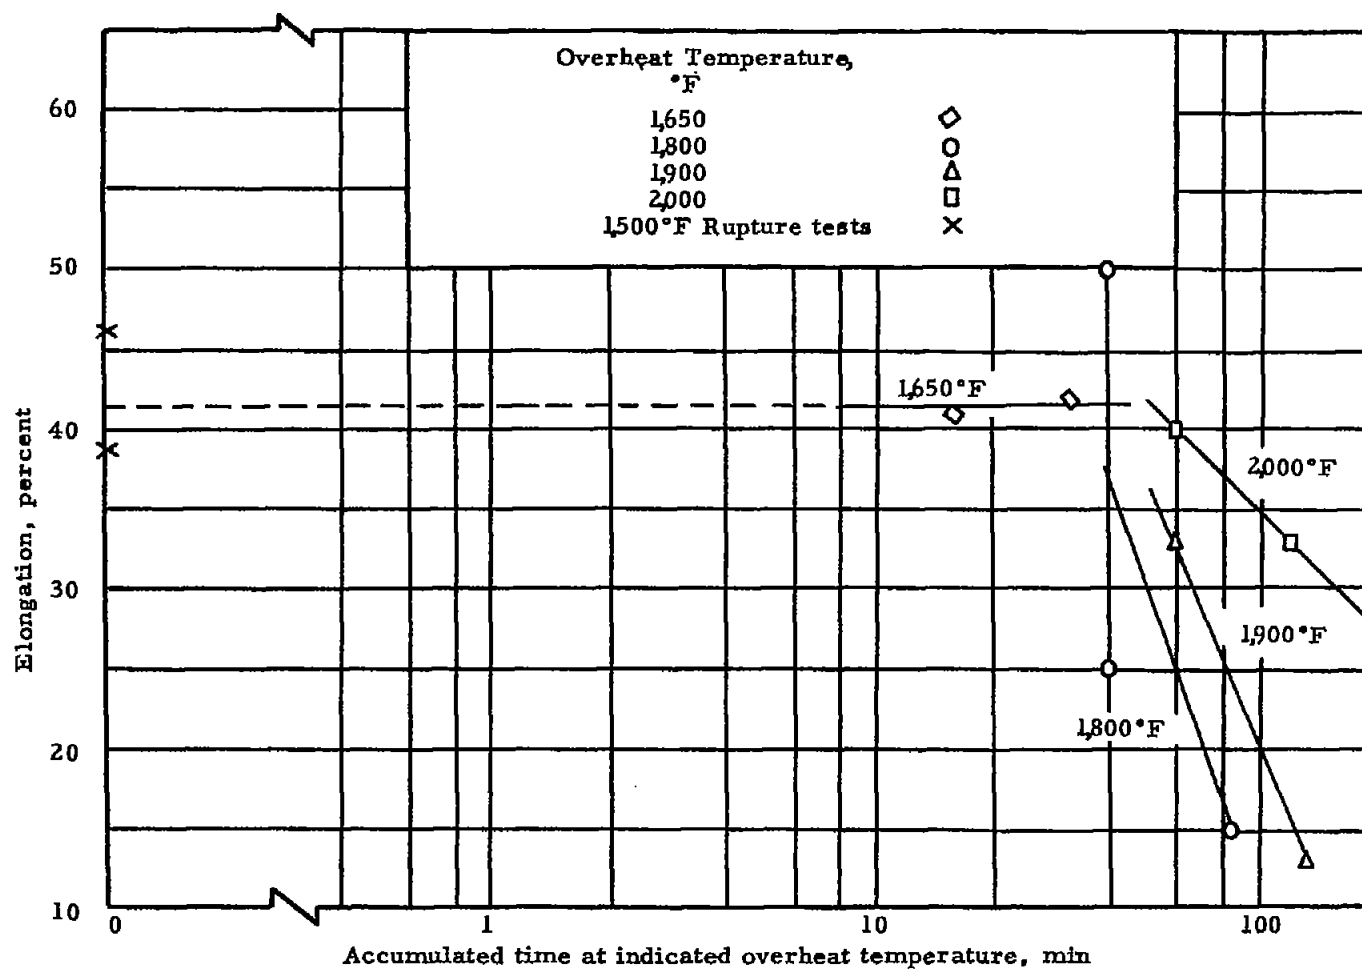 Overheat Temperature,
°F
1,650
1,800
1,900
2,000
1,500°F Rupture tests
60
50
40
30
20
10
Elongation, percent
1,650°F
2,000°F
1,900°F
1,800°F
0
1
10
100
Accumulated time at indicated overheat temperature, min